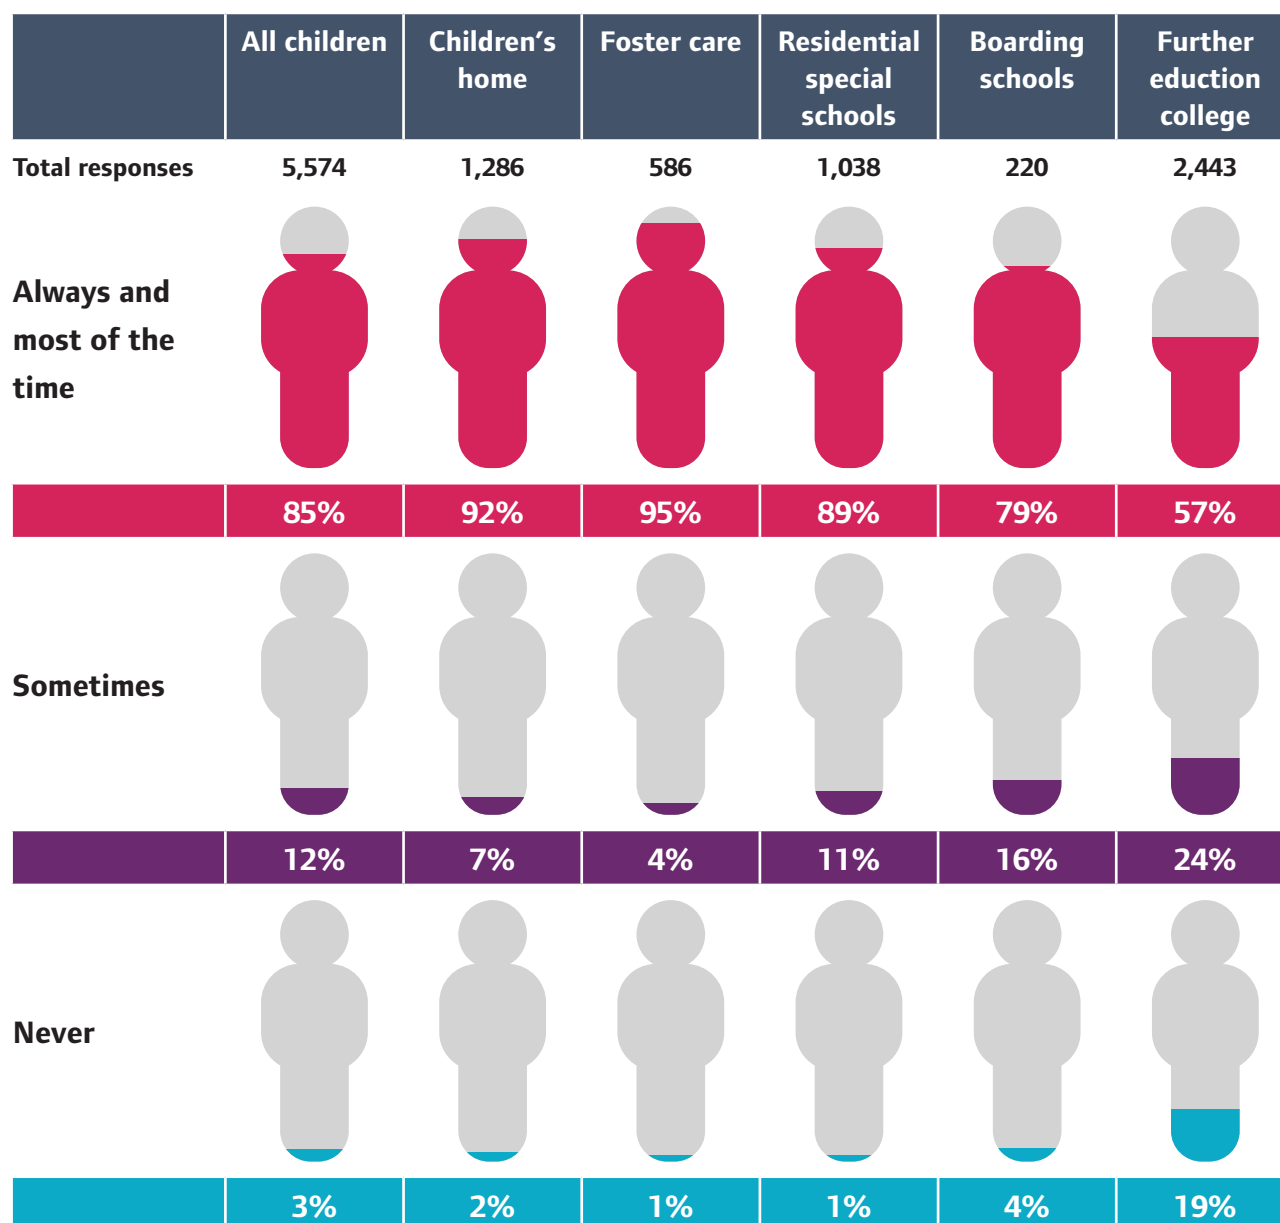 All children Children's home Foster care Residential special schools Boarding schools Further eduction college
Total responses 5,574 1,286 586 1,038 220 2,443
Always and
most of the
time
85% 92% 95% 89% 79% 57%
Sometimes
12% 7% 4% 11% 16% 24%
Never
3% 2% 1% 1% 4% 19%